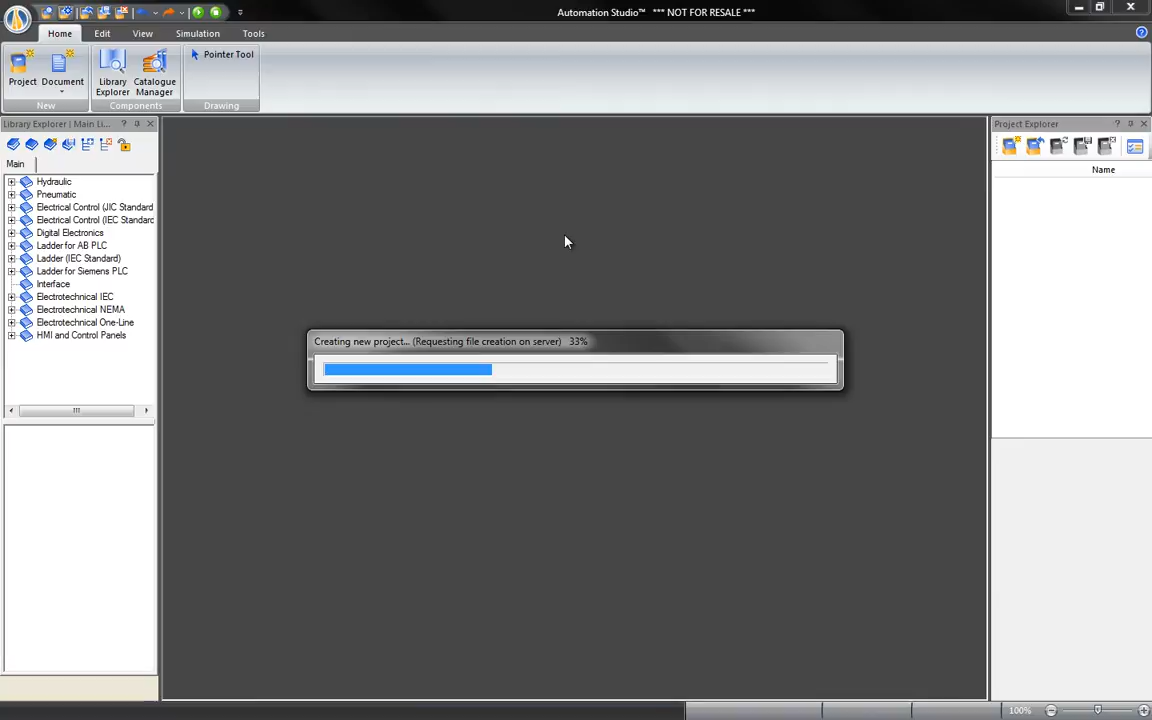 Automation Studio™ *** NOT FOR RESALE ***
Home Edit View Simulation Tools
Project Document Library Explorer Catalogue Manager Pointer Tool
New Components Drawing
Library Explorer | Main Li...
Main
Hydraulic
Pneumatic
Electrical Control (JIC Standard
Electrical Control (IEC Standard
Digital Electronics
Ladder for AB PLC
Ladder (IEC Standard)
Ladder for Siemens PLC
Interface
Electrotechnical IEC
Electrotechnical NEMA
Electrotechnical One-Line
HMI and Control Panels
Creating new project... (Requesting file creation on server) 33%
Project Explorer
Name
100%